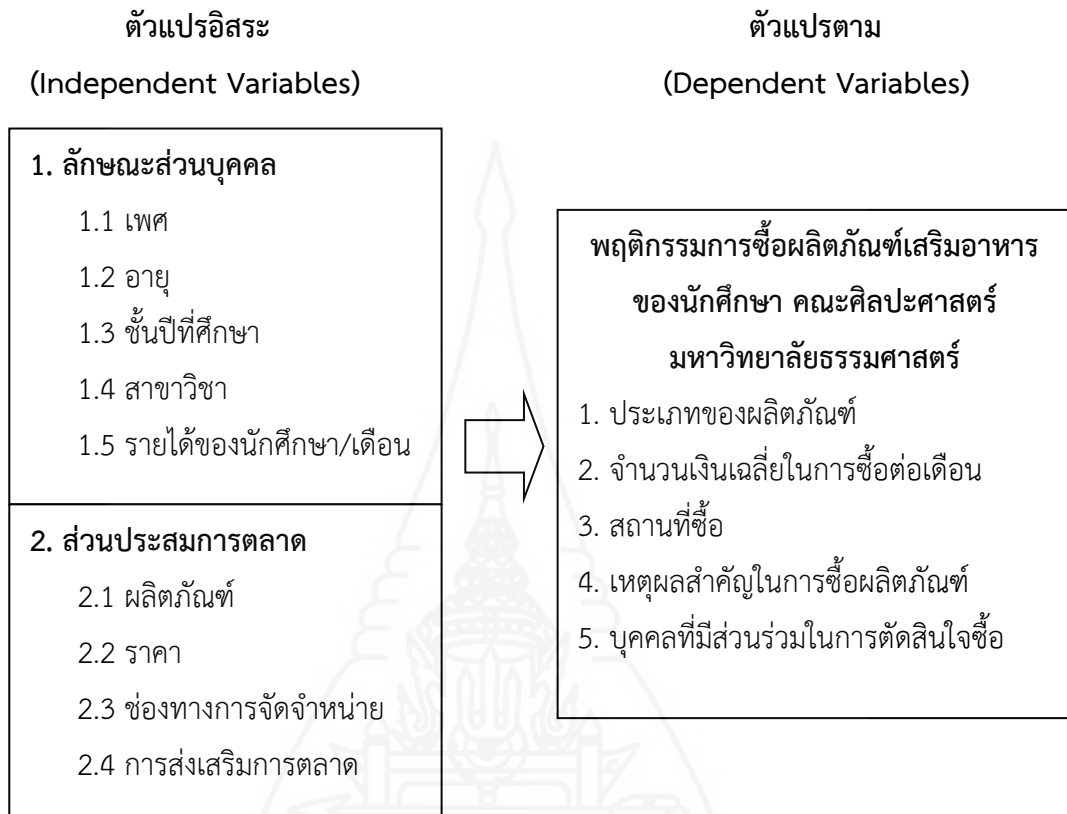 ตัวแปรอิสระ
(Independent Variables)
1. ลักษณะส่วนบุคคล
1.1 เพศ
1.2 อายุ
1.3 ชั้นปีที่ศึกษา
1.4 สาขาวิชา
1.5 รายได้ของนักศึกษา/เดือน
2. ส่วนประสมการตลาด
2.1 ผลิตภัณฑ์
2.2 ราคา
2.3 ช่องทางการจัดจำหน่าย
2.4 การส่งเสริมการตลาด
ตัวแปรตาม
(Dependent Variables)
พฤติกรรมการซื้อผลิตภัณฑ์เสริมอาหาร
ของนักศึกษา คณะศิลปะศาสตร์
มหาวิทยาลัยธรรมศาสตร์
1. ประเภทของผลิตภัณฑ์
2. จำนวนเงินเฉลี่ยในการซื้อต่อเดือน
3. สถานที่ซื้อ
4. เหตุผลสำคัญในการซื้อผลิตภัณฑ์
5. บุคคลที่มีส่วนร่วมในการตัดสินใจซื้อ